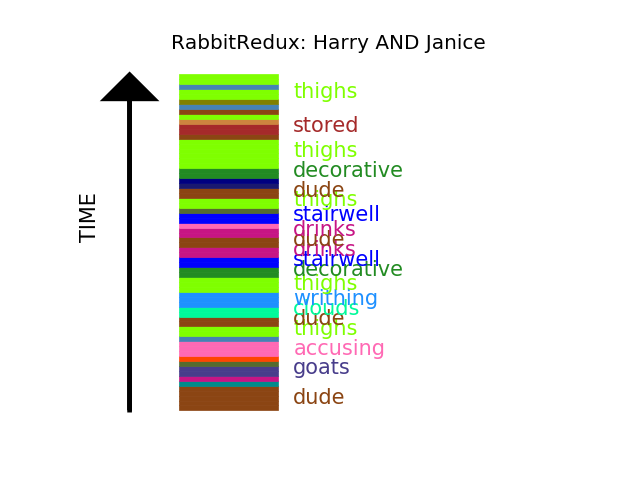 RabbitRedux: Harry AND Janice
TIME
thighs
stored
thighs
decorative
dude
thighs
stairwell
drinks
dude
drinks
stairwell
decorative
thighs
writhing
clouds
dude
thighs
accusing
goats
dude